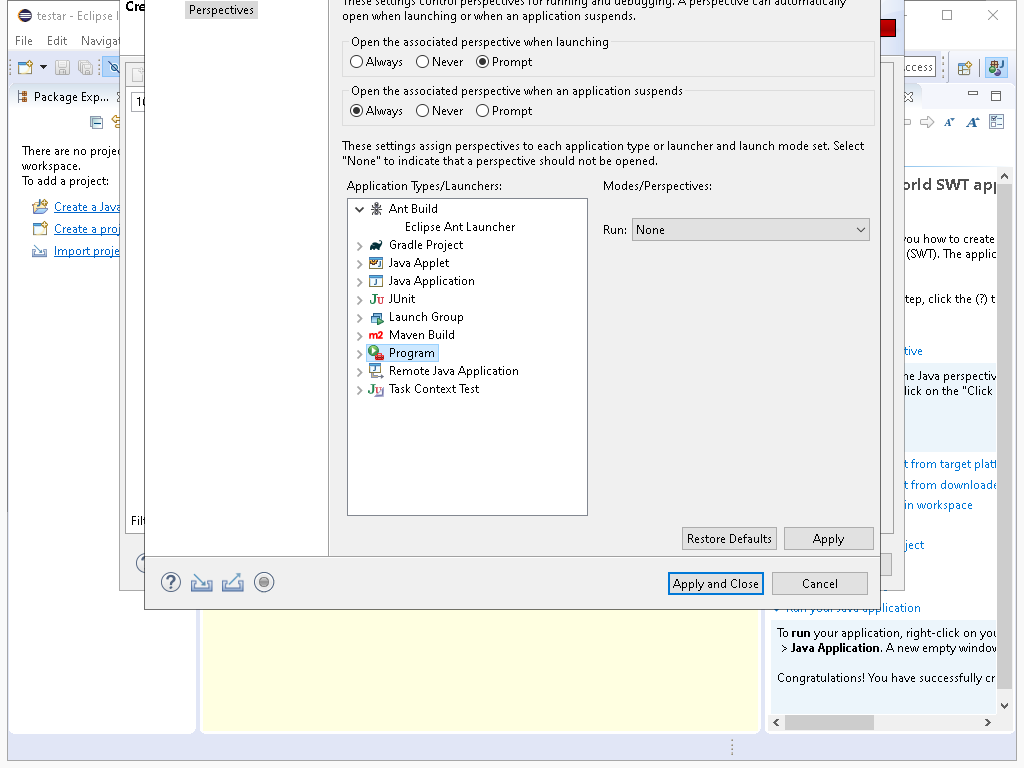 testar - Eclipse
File Edit Navigat
Package Exp...
There are no proje
workspace.
To add a project:
Create a Java
Create a proj
Import proje
Cre
10
Filt
Perspectives
These settings control perspectives for running and debugging. A perspective can automatically
open when launching or when an application suspends.
Open the associated perspective when launching
Always Never Prompt
Open the associated perspective when an application suspends
Always Never Prompt
These settings assign perspectives to each application type or launcher and launch mode set. Select
"None" to indicate that a perspective should not be opened.
Application Types/Launchers:
Modes/Perspectives:
Ant Build
Eclipse Ant Launcher
Gradle Project
Java Applet
Java Application
JUnit
Launch Group
Maven Build
Program
Remote Java Application
Task Context Test
Run: None
Restore Defaults Apply
Apply and Close Cancel
ccess
orld SWT app
you how to create
(SWT). The applic
tep, click the (?) t
tive
he Java perspectiv
lick on the "Click
t from target platf
t from downloade
in workspace
ject
Run your Java application
To run your application, right-click on you
> Java Application. A new empty window
Congratulations! You have successfully cr